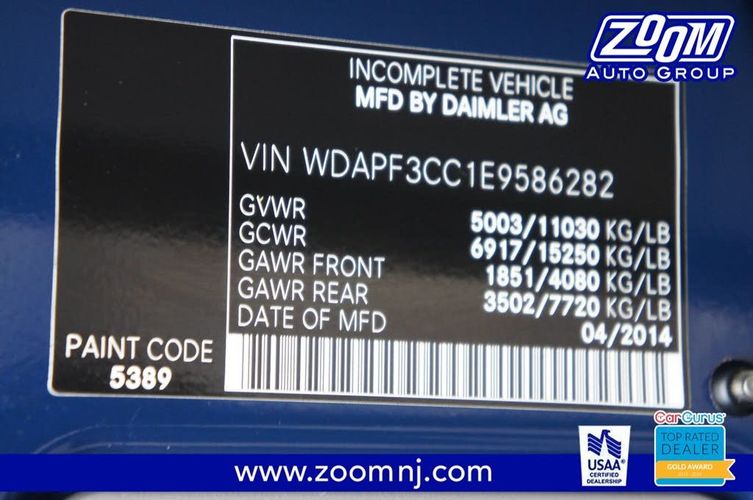 ZOOM
AUTO GROUP
INCOMPLETE VEHICLE
MFD BY DAIMLER AG
VIN WDAPF3CC1E9586282
GVWR 5003/11030 KG/LB
GCWR 6917/15250 KG/LB
GAWR FRONT 1851/4080 KG/LB
GAWR REAR 3502/7720 KG/LB
DATE OF MFD 04/2014
PAINT CODE
5389
www.zoomnj.com
USAA
CERTIFIED
DEALERSHIP
CarGurus
TOP RATED
DEALER
GOLD AWARD